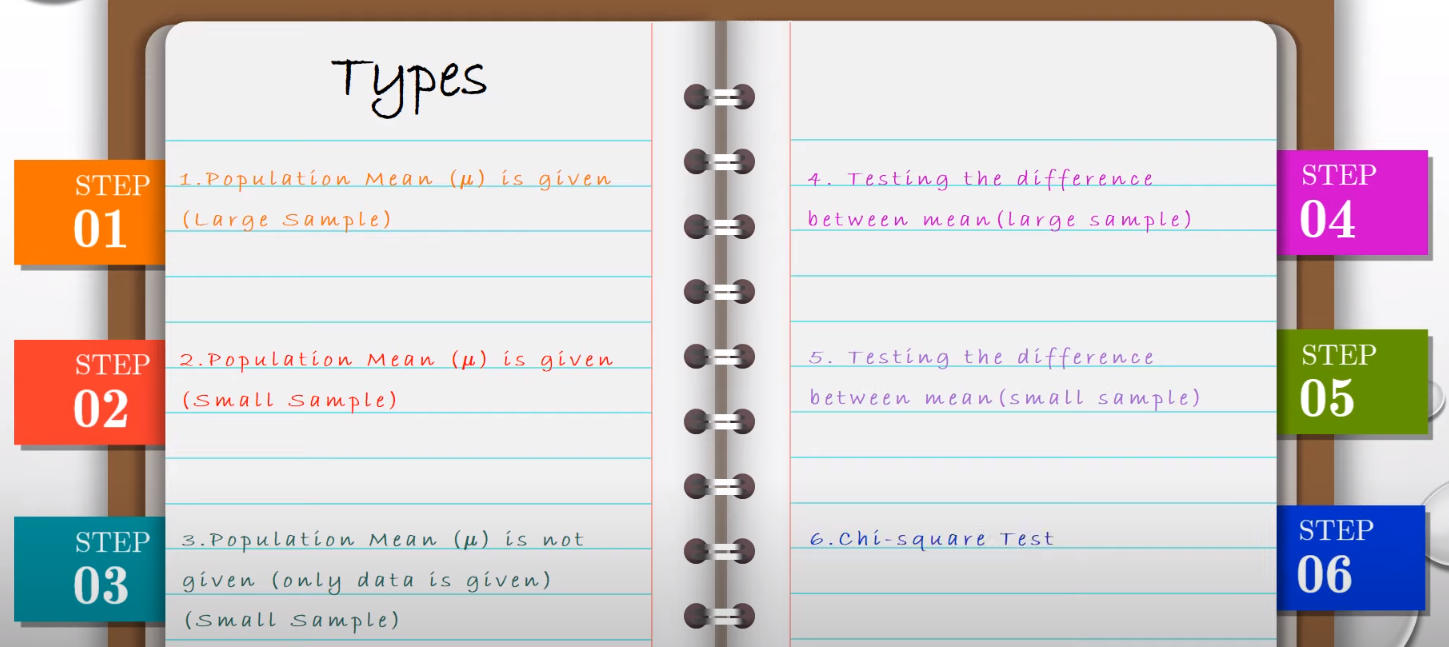 Types
STEP
01
1.Population Mean (μ) is given
(Large Sample)
STEP
02
2.Population Mean (μ) is given
(Small Sample)
STEP
03
3.Population Mean (μ) is not
given (only data is given)
(Small Sample)
4. Testing the difference
between mean(large sample)
STEP
04
5. Testing the difference
between mean(small sample)
STEP
05
6.Chi-square Test
STEP
06